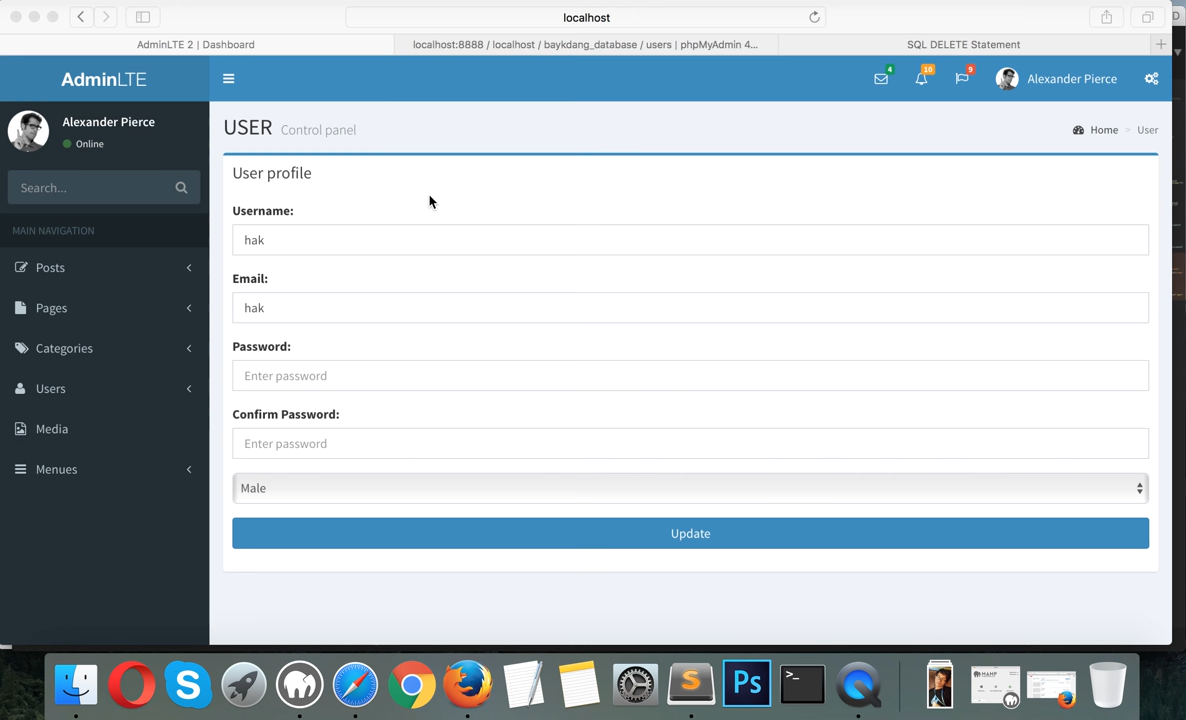 localhost
AdminLTE 2 | Dashboard
localhost:8888 / localhost / baykdang_database / users | phpMyAdmin 4...
SQL DELETE Statement
AdminLTE
4
10
9
Alexander Pierce
Alexander Pierce
Online
Search...
MAIN NAVIGATION
Posts
Pages
Categories
Users
Media
Menues
USER Control panel
Home > User
User profile
Username:
hak
Email:
hak
Password:
Enter password
Confirm Password:
Enter password
Male
Update
S
S
Ps
>_